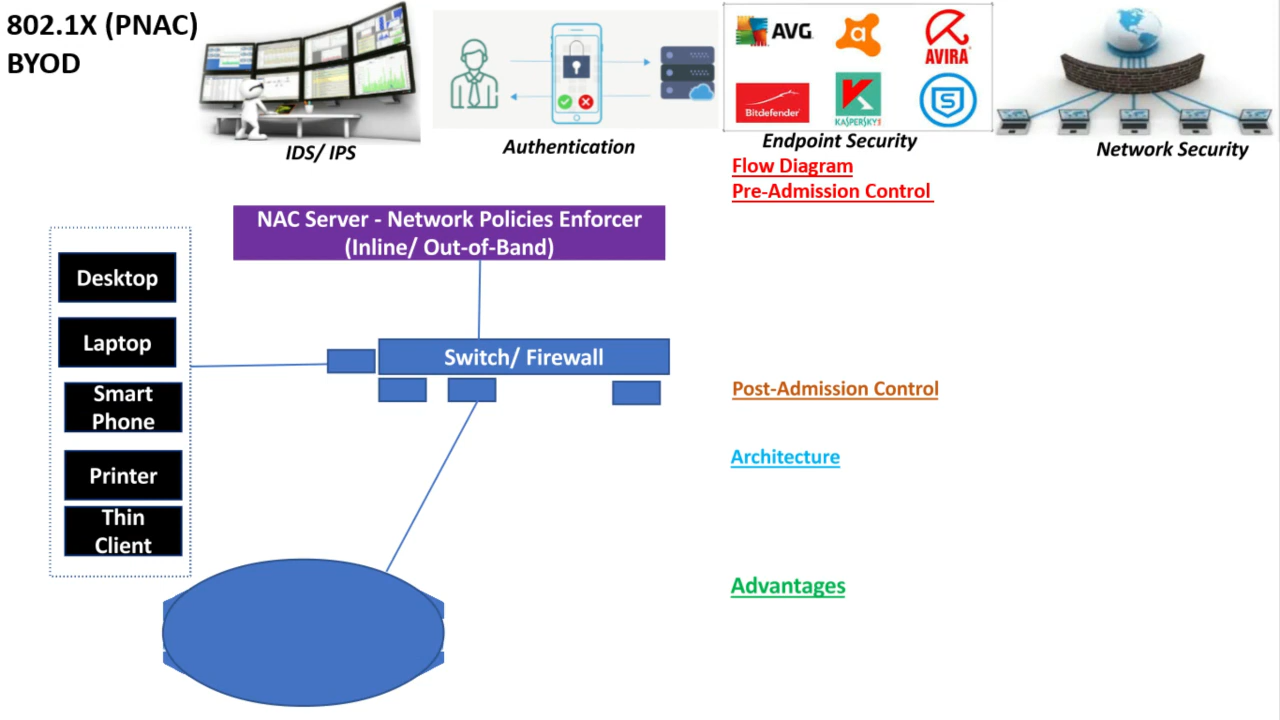 802.1X (PNAC)
BYOD
AVG
AVIRA
Bitdefender
KASPERSKY
IDS/ IPS
Authentication
Endpoint Security
Network Security
Flow Diagram
Pre-Admission Control
NAC Server - Network Policies Enforcer
(Inline/ Out-of-Band)
Desktop
Laptop
Smart
Phone
Printer
Thin
Client
Switch/ Firewall
Post-Admission Control
Architecture
Advantages